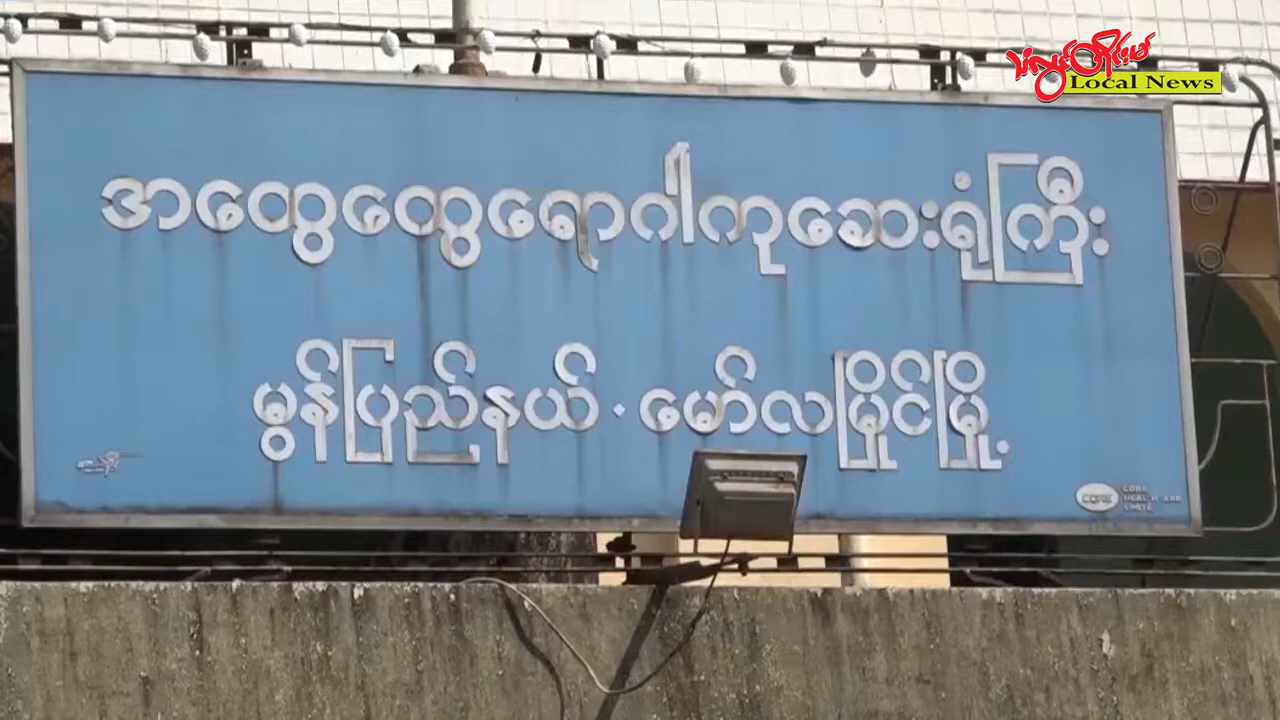 Local News
အထွေထွေရောဂါကုဆေးရုံကြီး
မွန်ပြည်နယ် · မော်လမြိုင်မြို့